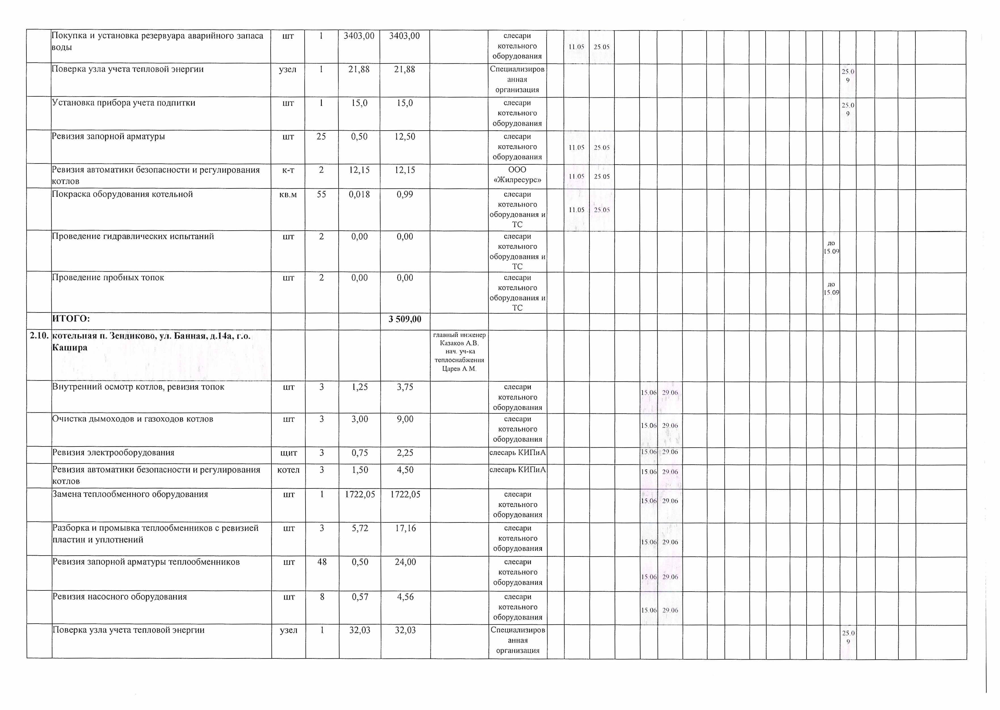 Покупка и установка резервуара аварийного запаса шт 1 3403,00 3403,00 слесари
воды котельного 11.05 25.05
оборудования
Поверка узла учета тепловой энергии узел 1 21,88 21,88 Специализиров 25.0
анная 9
организация
Установка прибора учета подпитки шт 1 15,0 15,0 слесари 25.0
котельного 9
оборудования
Ревизия запорной арматуры шт 25 0,50 12,50 слесари
котельного 11.05 25.05
оборудования
Ревизия автоматики безопасности и регулирования к-т 2 12,15 12,15 ООО
котлов «Жилресурс» 11.05 25.05
Покраска оборудования котельной кв.м 55 0,018 0,99 слесари
котельного
оборудования и 11.05 25.05
ТС
Проведение гидравлических испытаний шт 2 0,00 0,00 слесари
котельного до
оборудования и 15.09
ТС
Проведение пробных топок шт 2 0,00 0,00 слесари
котельного до
оборудования и 15.09
ТС
ИТОГО: 3 509,00
2.10. котельная п. Зендиково, ул. Банная, д.14а, г.о. главный инженер
Кашира Казаков А.В.
нач. уч-ка
теплоснабжения
Царев А.М.
Внутренний осмотр котлов, ревизия топок шт 3 1,25 3,75 слесари
котельного 15.06 29.06
оборудования
Очистка дымоходов и газоходов котлов шт 3 3,00 9,00 слесари
котельного 15.06 29.06
оборудования
Ревизия электрооборудования щит 3 0,75 2,25 слесарь КИПиА 15.06 29.06
Ревизия автоматики безопасности и регулирования котел 3 1,50 4,50 слесарь КИПиА 15.06 29.06
котлов
Замена теплообменного оборудования шт 1 1722,05 1722,05 слесари
котельного 15.06 29.06
оборудования
Разборка и промывка теплообменников с ревизией шт 3 5,72 17,16 слесари
пластин и уплотнений котельного 15.06 29.06
оборудования
Ревизия запорной арматуры теплообменников шт 48 0,50 24,00 слесари
котельного 15.06 29.06
оборудования
Ревизия насосного оборудования шт 8 0,57 4,56 слесари
котельного 15.06 29.06
оборудования
Поверка узла учета тепловой энергии узел 1 32,03 32,03 Специализиров 25.0
анная 9
организация